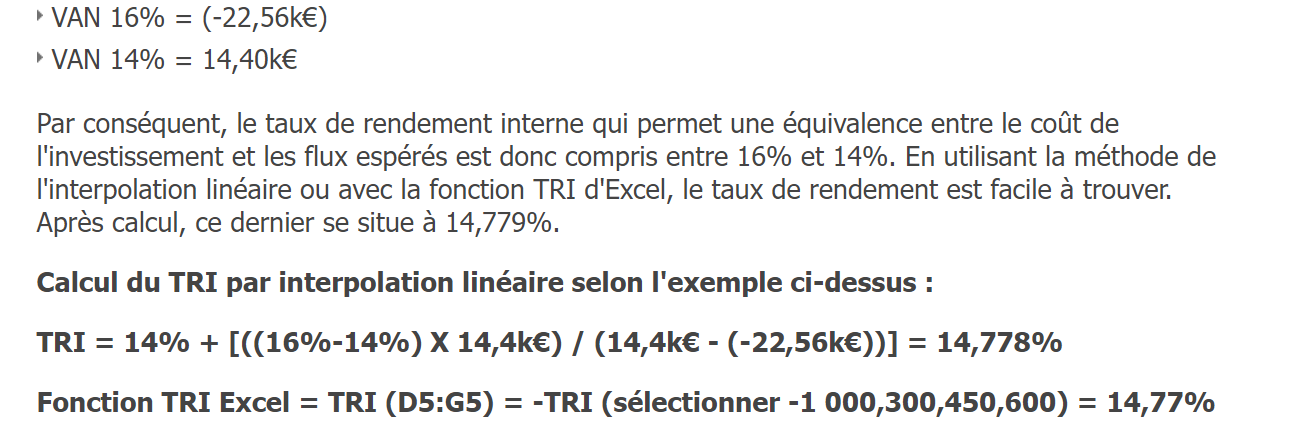 VAN 16% = (-22,56k€)
VAN 14% = 14,40k€
Par conséquent, le taux de rendement interne qui permet une équivalence entre le coût de
l'investissement et les flux espérés est donc compris entre 16% et 14%. En utilisant la méthode de
l'interpolation linéaire ou avec la fonction TRI d'Excel, le taux de rendement est facile à trouver.
Après calcul, ce dernier se situe à 14,779%.
Calcul du TRI par interpolation linéaire selon l'exemple ci-dessus :
TRI = 14% + [((16%-14%) X 14,4k€) / (14,4k€ - (-22,56k€))] = 14,778%
Fonction TRI Excel = TRI (D5:G5) = -TRI (sélectionner -1 000,300,450,600) = 14,77%